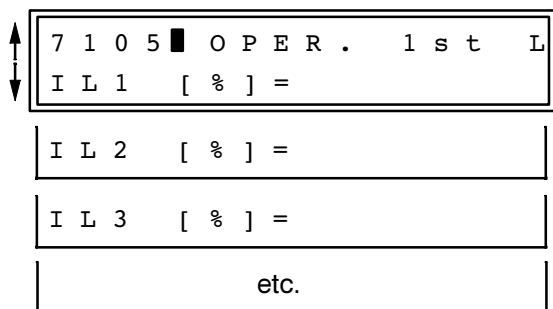 7105■ OPER. 1st L
IL1 [%]=
IL2 [%]=
IL3 [%]=
etc.